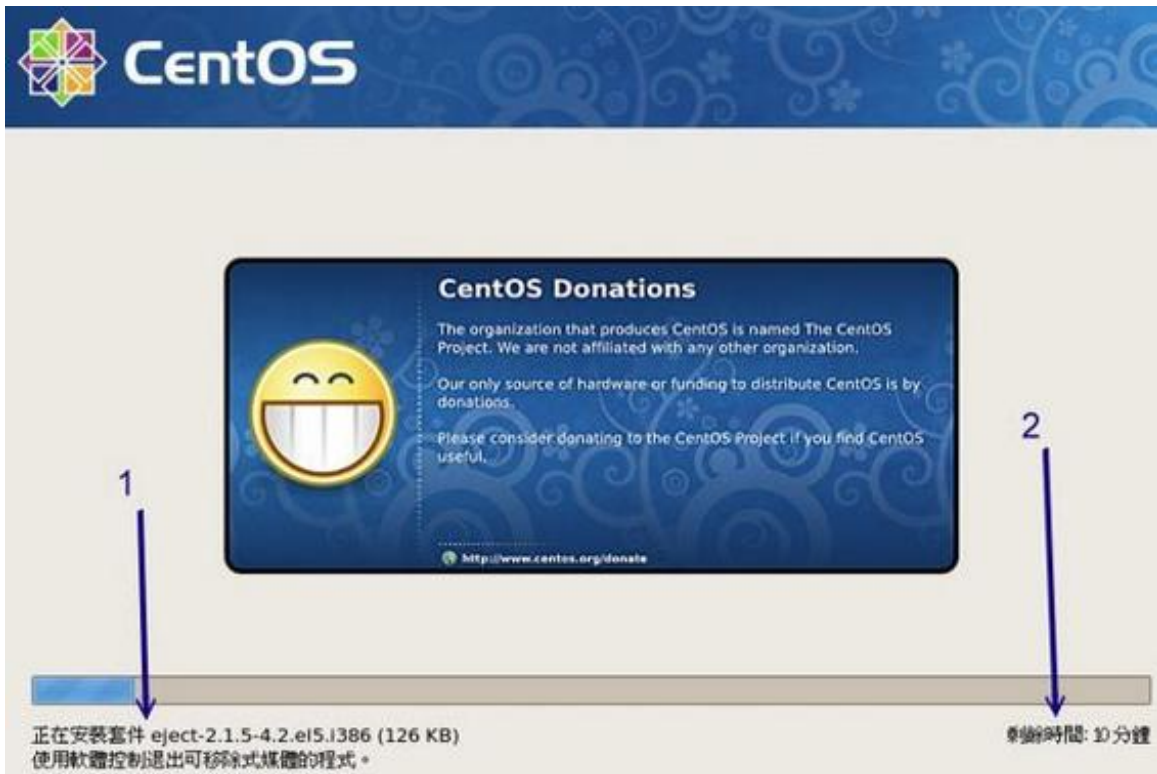 CentOS
CentOS Donations
The organization that produces CentOS is named The CentOS
Project. We are not affiliated with any other organization.
Our only source of hardware or funding to distribute CentOS is by
donations.
Please consider donating to the CentOS Project if you find CentOS
useful.
http://www.centos.org/donate
1
2
正在安裝套件 eject-2.1.5-4.2.el5.i386 (126 KB)
使用軟體控制退出可移除式媒體的程式。
剩餘時間: 10 分鐘